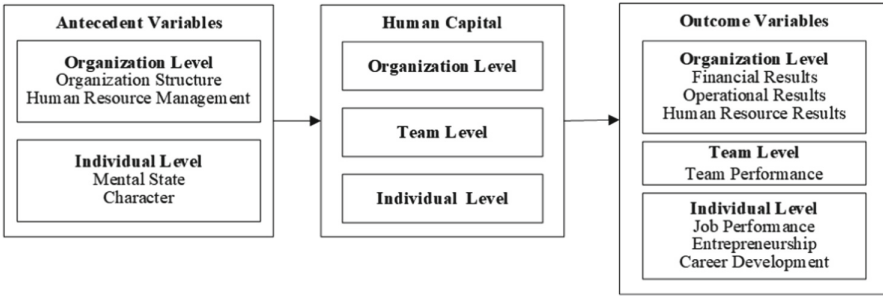 Antecedent Variables
Organization Level
Organization Structure
Human Resource Management
Individual Level
Mental State
Character
Human Capital
Organization Level
Team Level
Individual Level
Outcome Variables
Organization Level
Financial Results
Operational Results
Human Resource Results
Team Level
Team Performance
Individual Level
Job Performance
Entrepreneurship
Career Development